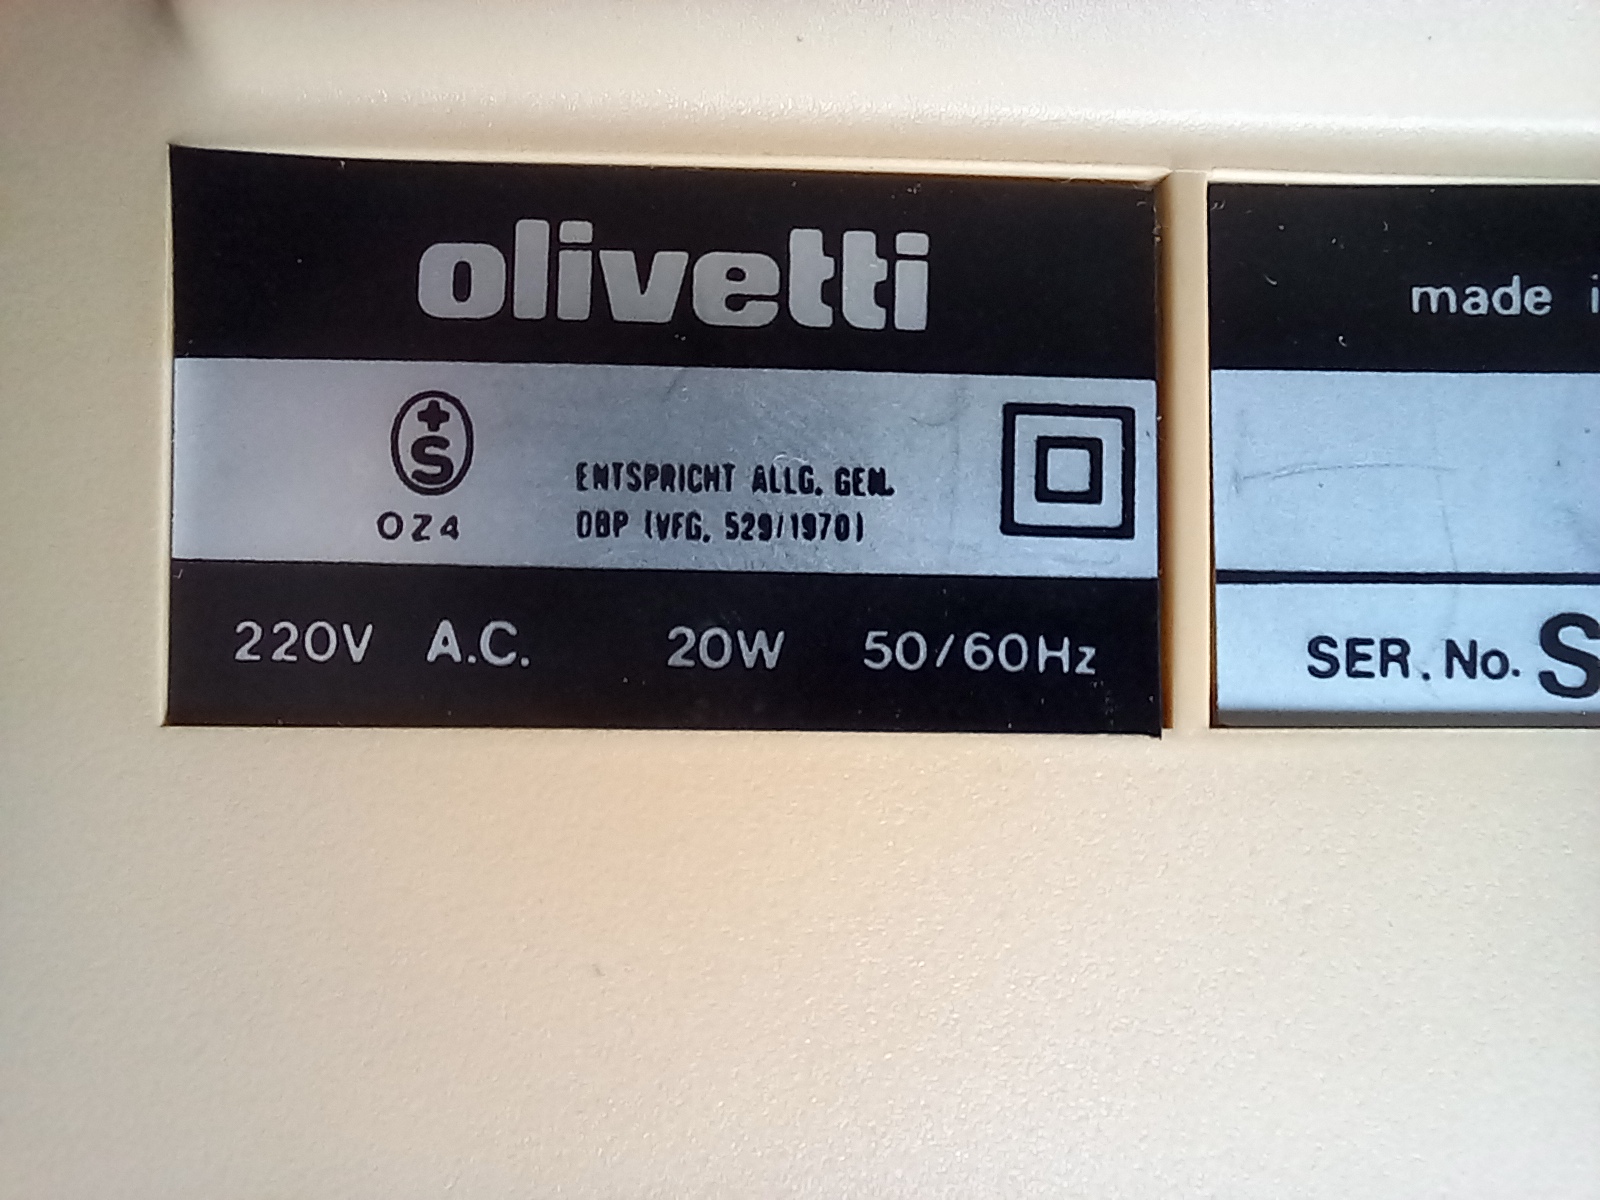 olivetti
+
S
OZ4
ENTSPRICHT ALLG. GEN.
DBP (VFG. 529/1970)
220V A.C. 20W 50/60Hz
made i
SER. No. S